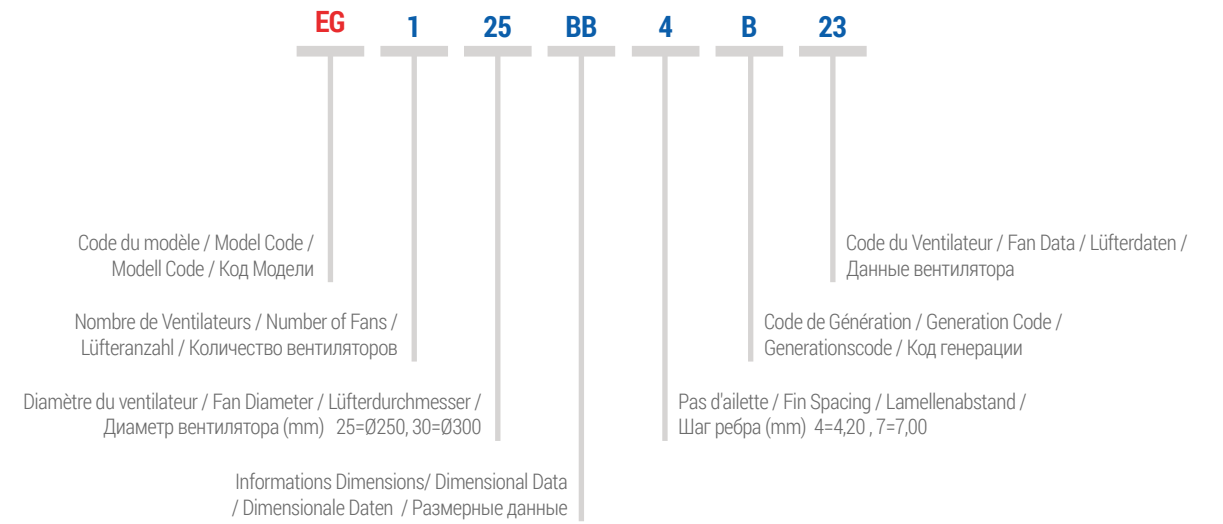 EG 1 25 BB 4 B 23
Code du modèle / Model Code /
Modell Code / Код Модели
Code du Ventilateur / Fan Data / Lüfterdaten /
Данные вентилятора
Nombre de Ventilateurs / Number of Fans /
Lüfteranzahl / Количество вентиляторов
Code de Génération / Generation Code /
Generationscode / Код генерации
Diamètre du ventilateur / Fan Diameter / Lüfterdurchmesser /
Диаметр вентилятора (mm) 25=Ø250, 30=Ø300
Pas d'ailette / Fin Spacing / Lamellenabstand /
Шаг ребра (mm) 4=4,20 , 7=7,00
Informations Dimensions/ Dimensional Data
/ Dimensionale Daten / Размерные данные